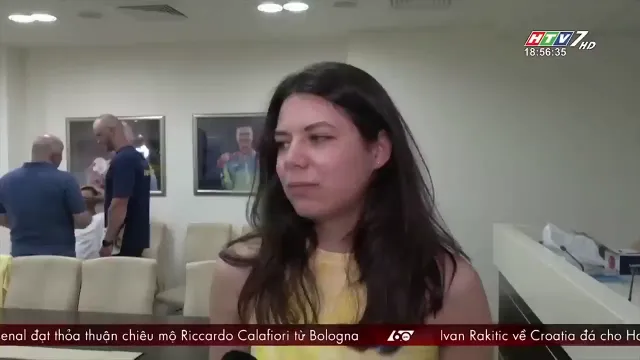 HTV7 HD
18:56:35
enal đạt thỏa thuận chiêu mộ Riccardo Calafiori từ Bologna 60 Ivan Rakitic về Croatia đá cho Ha